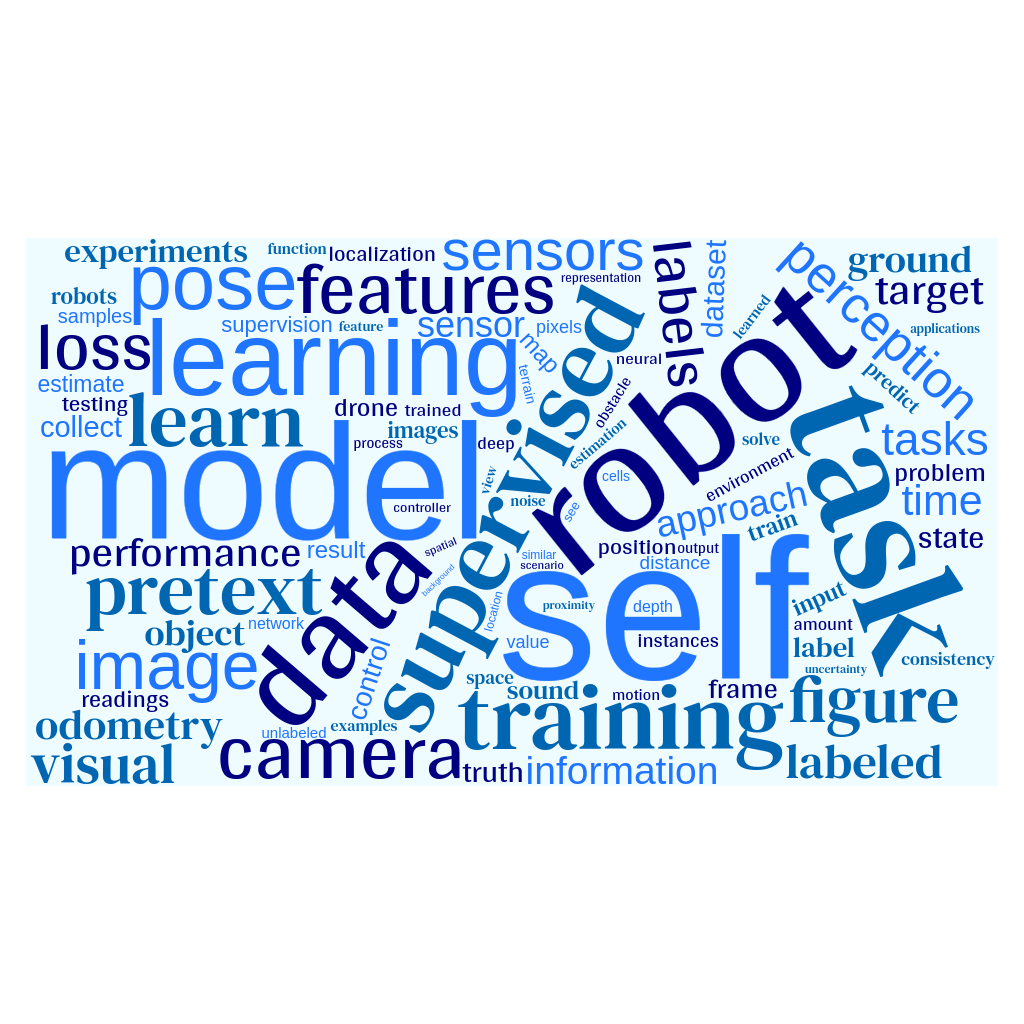 experiments
function
localization
sensors
labels
dataset
perception
ground
target
robots
samples
pose
features
representation
supervision
feature
sensor
pixels
map
learned
applications
loss
learning
estimate
testing
collect
learn
drone
trained
images
process
deep
terrain
neural
obstacle
estimation
supervised
robot
predict
solve
tasks
problem
time
state
task
model
controller
view
noise
cells
see
environment
approach
train
performance
result
spatial
background
similar
scenario
position
output
distance
pretext
data
network
object
location
self
proximity
depth
value
instances
input
amount
label
uncertainty
consistency
image
readings
control
space
sound
motion
frame
figure
odometry
unlabeled
examples
training
visual
camera
truth
information
labeled